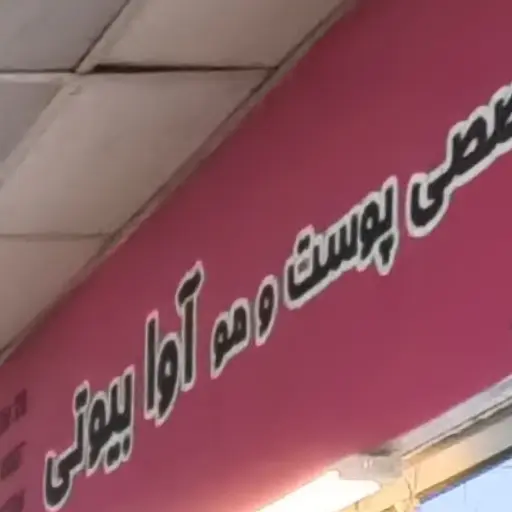 پوست و مو آوا بیوتی